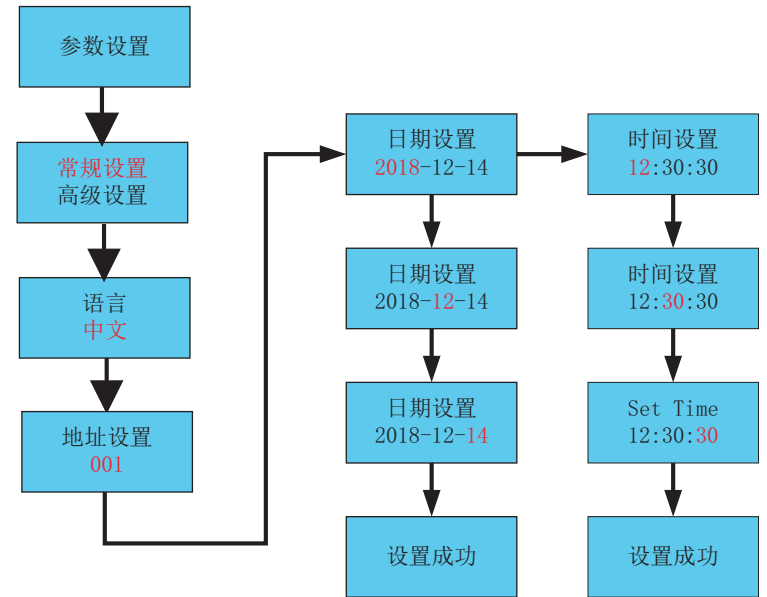 参数设置
常规设置
高级设置
语言
中文
地址设置
001
日期设置
2018-12-14
日期设置
2018-12-14
日期设置
2018-12-14
设置成功
时间设置
12:30:30
时间设置
12:30:30
Set Time
12:30:30
设置成功